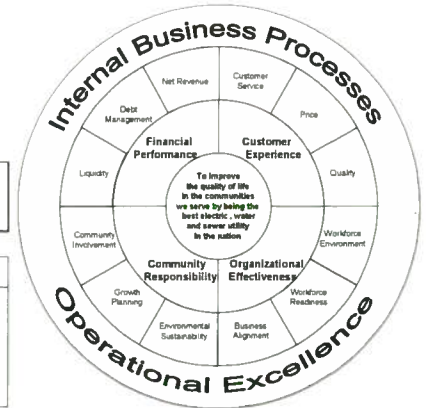 Internal Business Processes
Net Revenue
Customer
Service
Debt
Management
Price
Financial
Performance
Customer
Experience
Liquidity
Quality
To improve
the quality of life
in the communities
we serve by being the
best electric, water
and sewer utility
in the nation
Community
Involvement
Workforce
Environment
Community
Responsibility
Organizational
Effectiveness
Growth
Planning
Workforce
Readiness
Environmental
Sustainability
Business
Alignment
Operational Excellence